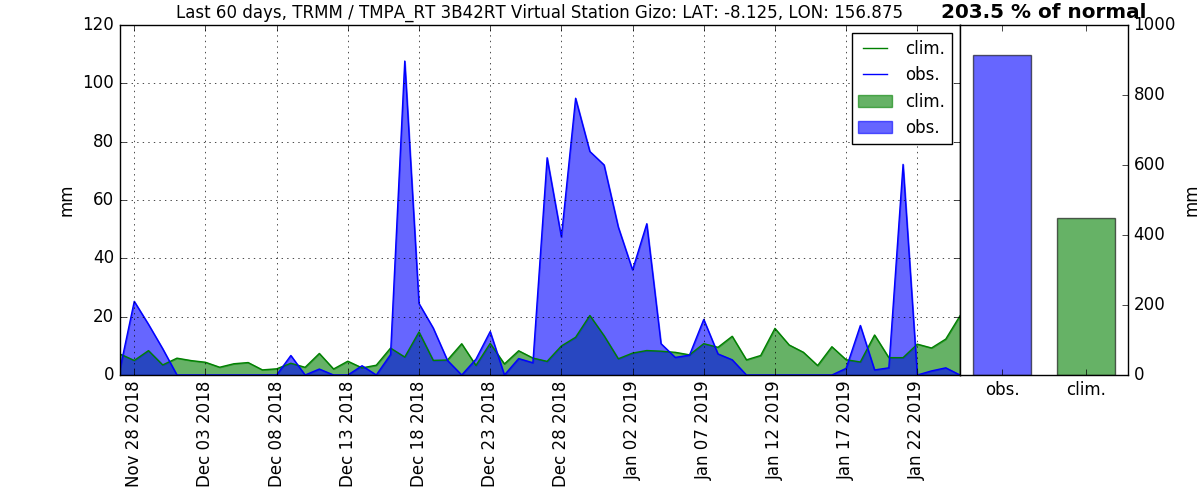 Last 60 days, TRMM / TMPA_RT 3B42RT Virtual Station Gizo: LAT: -8.125, LON: 156.875
203.5 % of normal
120
100
80
60
40
20
0
mm
clim.
obs.
clim.
obs.
1000
800
600
400
200
0
mm
Nov 28 2018
Dec 03 2018
Dec 08 2018
Dec 13 2018
Dec 18 2018
Dec 23 2018
Dec 28 2018
Jan 02 2019
Jan 07 2019
Jan 12 2019
Jan 17 2019
Jan 22 2019
obs.
clim.